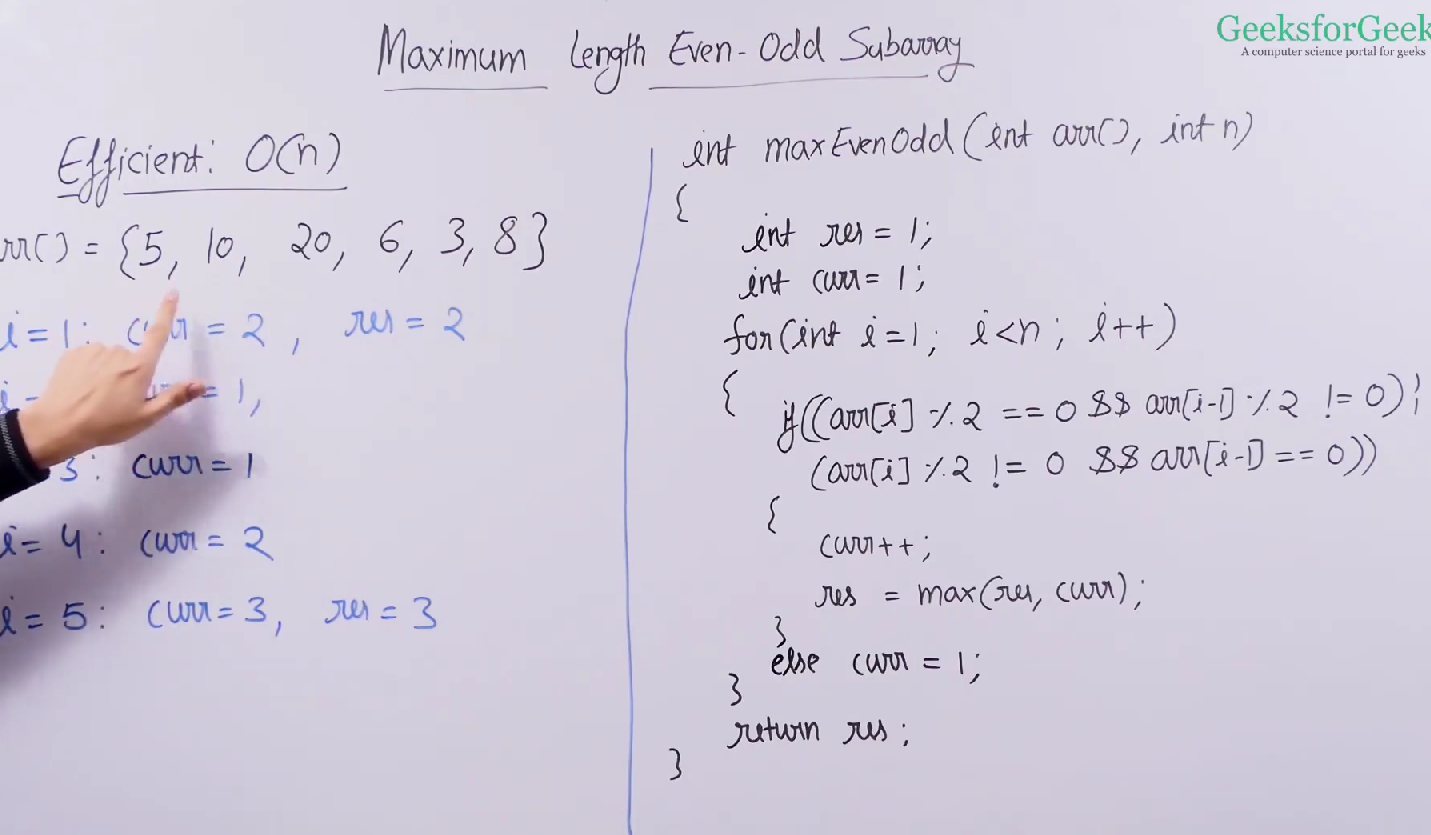 Maximum Length Even-Odd Subarray
GeeksforGeek
A computer science portal for geeks
Efficient: O(n)
rr[] = {5, 10, 20, 6, 3, 8}
i=1: = 2, res = 2
= 1,
3: curr = 1
i= 4: curr = 2
i= 5: curr= 3, res = 3
int maxEvenOdd(int arr[], int n)
{
int res = 1;
int curr= 1;
for(int i=1; i<n; i++)
{
if((arr[i] % 2 == 0 && arr[i-1] % 2 != 0)
(arr[i] % 2 != 0 && arr[i-1] == 0))
{
curr++;
res = max(res, curr);
}
else curr = 1;
}
return res;
}